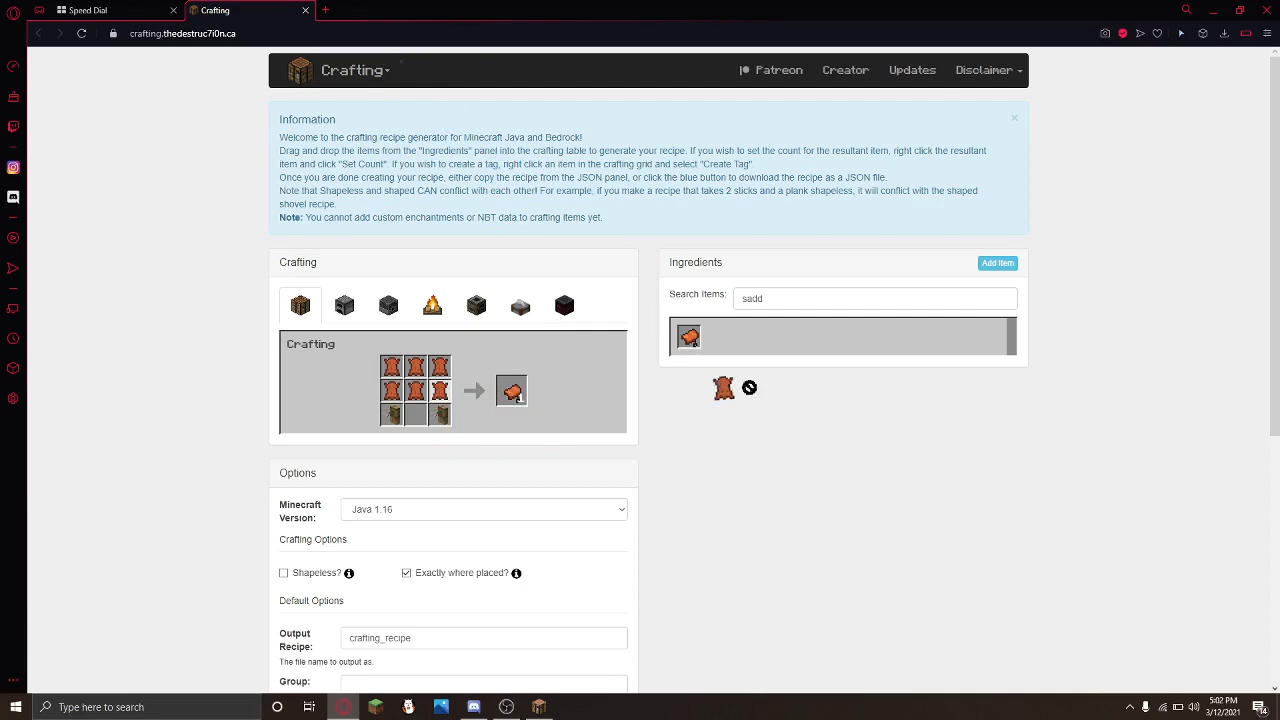 Speed Dial
Crafting
crafting.thedestruc7i0n.ca
Crafting
Patreon
Creator
Updates
Disclaimer
Information
Welcome to the crafting recipe generator for Minecraft Java and Bedrock!
Drag and drop the items from the "Ingredients" panel into the crafting table to generate your recipe. If you wish to set the count for the resultant item, right click the resultant
item and click "Set Count". If you wish to create a tag, right click an item in the crafting grid and select "Create Tag".
Once you are done creating your recipe, either copy the recipe from the JSON panel, or click the blue button to download the recipe as a JSON file.
Note that Shapeless and shaped CAN conflict with each other! For example, if you make a recipe that takes 2 sticks and a plank shapeless, it will conflict with the shaped
shovel recipe.
Note: You cannot add custom enchantments or NBT data to crafting items yet.
Crafting
Ingredients
Add Item
Search Items:
sadd
Crafting
1
Options
Minecraft
Version:
Java 1.16
Crafting Options
Shapeless?
Exactly where placed?
Default Options
Output
Recipe:
crafting_recipe
The file name to output as.
Group:
Type here to search
5:02 PM
3/12/2021
14